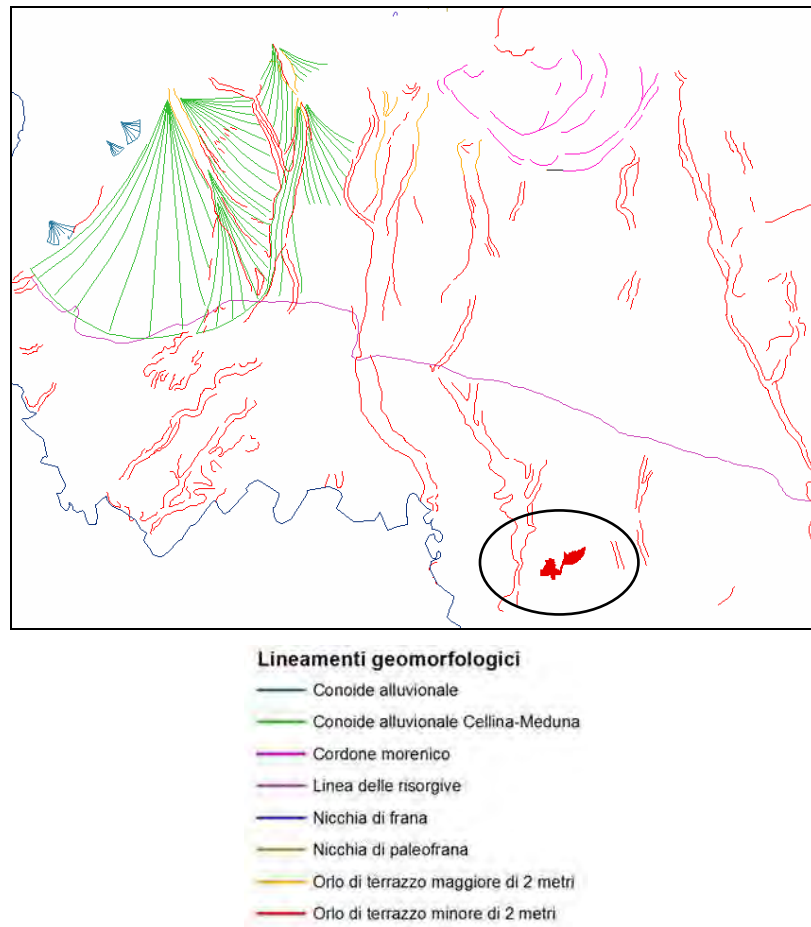 Lineamenti geomorfologici
Conoide alluvionale
Conoide alluvionale Cellina-Meduna
Cordone morenico
Linea delle risorgive
Nicchia di frana
Nicchia di paleofrana
Orlo di terrazzo maggiore di 2 metri
Orlo di terrazzo minore di 2 metri